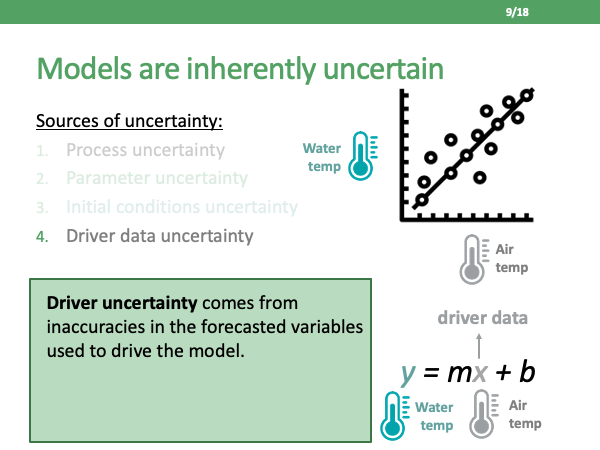 9/18
Models are inherently uncertain
Sources of uncertainty:
1. Process uncertainty
2. Parameter uncertainty
3. Initial conditions uncertainty
4. Driver data uncertainty
Water
temp
Air
temp
Driver uncertainty comes from
inaccuracies in the forecasted variables
used to drive the model.
driver data
y = mx + b
Water
temp
Air
temp